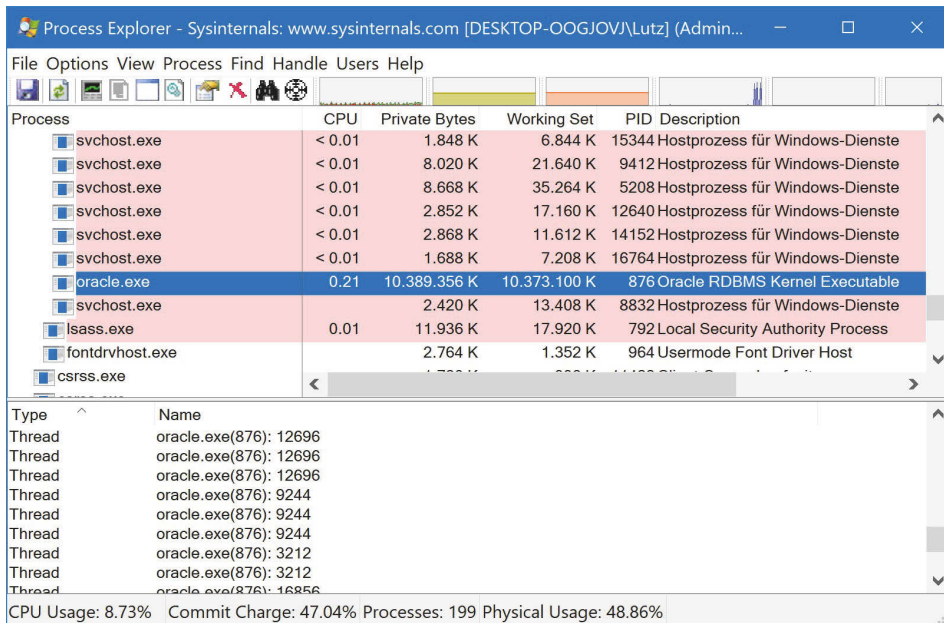 Process Explorer - Sysinternals: www.sysinternals.com [DESKTOP-OOGJOVJ\Lutz] (Admin...
File Options View Process Find Handle Users Help
Process CPU Private Bytes Working Set PID Description
svchost.exe < 0.01 1.848 K 6.844 K 15344 Hostprozess für Windows-Dienste
svchost.exe < 0.01 8.020 K 21.640 K 9412 Hostprozess für Windows-Dienste
svchost.exe < 0.01 8.668 K 35.264 K 5208 Hostprozess für Windows-Dienste
svchost.exe < 0.01 2.852 K 17.160 K 12640 Hostprozess für Windows-Dienste
svchost.exe < 0.01 2.868 K 11.612 K 14152 Hostprozess für Windows-Dienste
svchost.exe < 0.01 1.688 K 7.208 K 16764 Hostprozess für Windows-Dienste
oracle.exe 0.21 10.389.356 K 10.373.100 K 876 Oracle RDBMS Kernel Executable
svchost.exe 2.420 K 13.408 K 8832 Hostprozess für Windows-Dienste
lsass.exe 0.01 11.936 K 17.920 K 792 Local Security Authority Process
fontdrvhost.exe 2.764 K 1.352 K 964 Usermode Font Driver Host
csrss.exe
Type Name
Thread oracle.exe(876): 12696
Thread oracle.exe(876): 12696
Thread oracle.exe(876): 12696
Thread oracle.exe(876): 9244
Thread oracle.exe(876): 9244
Thread oracle.exe(876): 9244
Thread oracle.exe(876): 3212
Thread oracle.exe(876): 3212
Thread oracle.exe(876): 16856
CPU Usage: 8.73% Commit Charge: 47.04% Processes: 199 Physical Usage: 48.86%